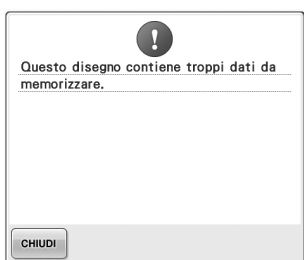 Questo disegno contiene troppi dati da
memorizzare.
CHIUDI